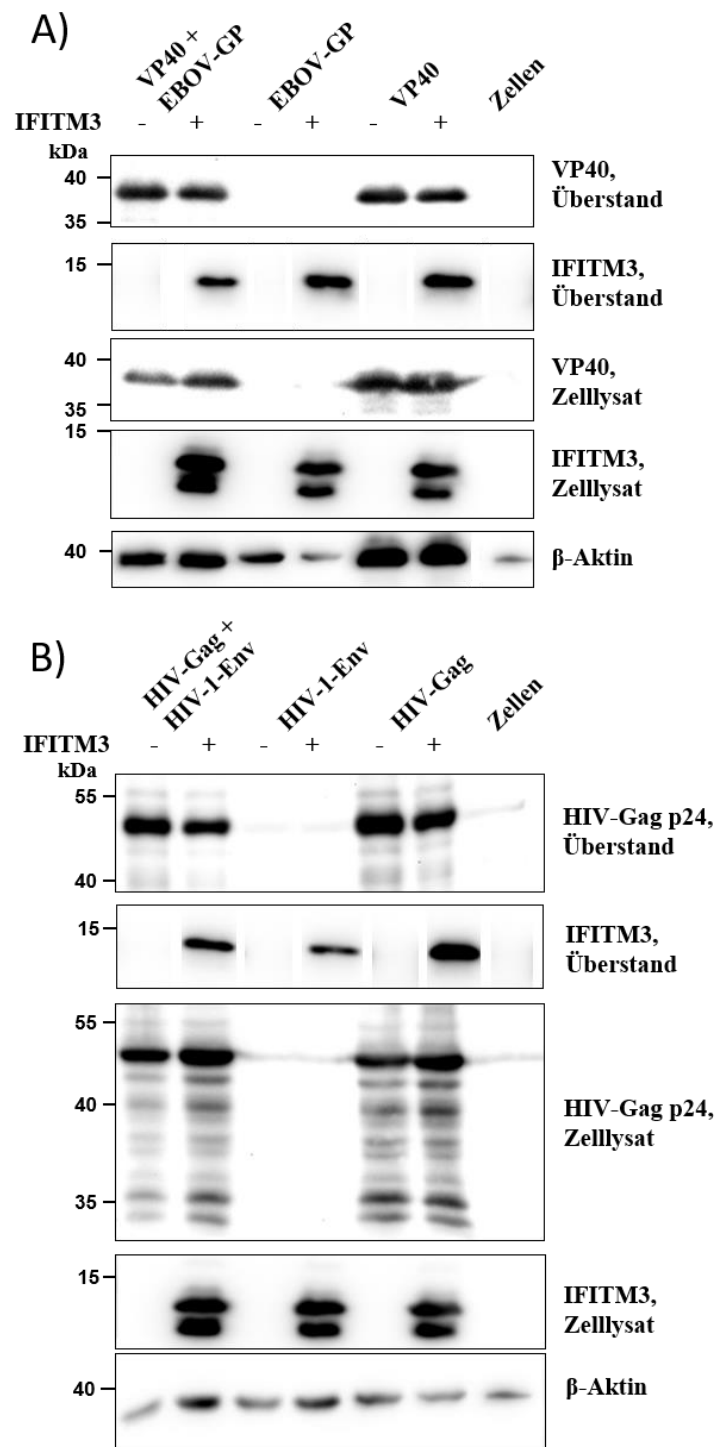 A)
VP40 +
EBOV-GP
EBOV-GP
VP40
Zellen
IFITM3 - + - + - +
kDa
40
35
VP40,
Überstand
15
IFITM3,
Überstand
40
35
VP40,
Zelllysat
15
IFITM3,
Zelllysat
40
β-Aktin
B)
HIV-Gag +
HIV-1-Env
HIV-1-Env
HIV-Gag
Zellen
IFITM3 - + - + - +
kDa
55
40
HIV-Gag p24,
Überstand
15
IFITM3,
Überstand
55
40
35
HIV-Gag p24,
Zelllysat
15
IFITM3,
Zelllysat
40
β-Aktin